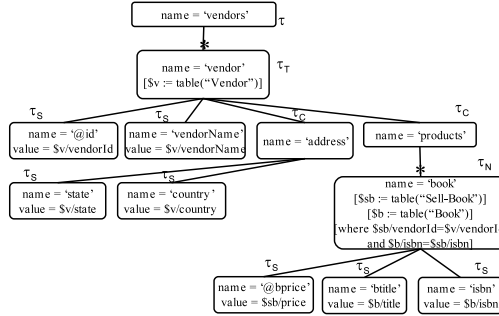 name = ‘vendors’
τ
*
name = ‘vendor’
[$v := table(“Vendor”)]
τT
τS
τS
τC
τC
name = ‘@id’
value = $v/vendorId
name = ‘vendorName’
value = $v/vendorName
name = ‘address’
name = ‘products’
*
τN
τS
τS
name = ‘state’
value = $v/state
name = ‘country’
value = $v/country
name = ‘book’
[$sb := table(“Sell-Book”)]
[$b := table(“Book”)]
[where $sb/vendorId=$v/vendorId
and $b/isbn=$sb/isbn]
τS
τS
τS
name = ‘@bprice’
value = $sb/price
name = ‘btitle’
value = $b/title
name = ‘isbn’
value = $b/isbn